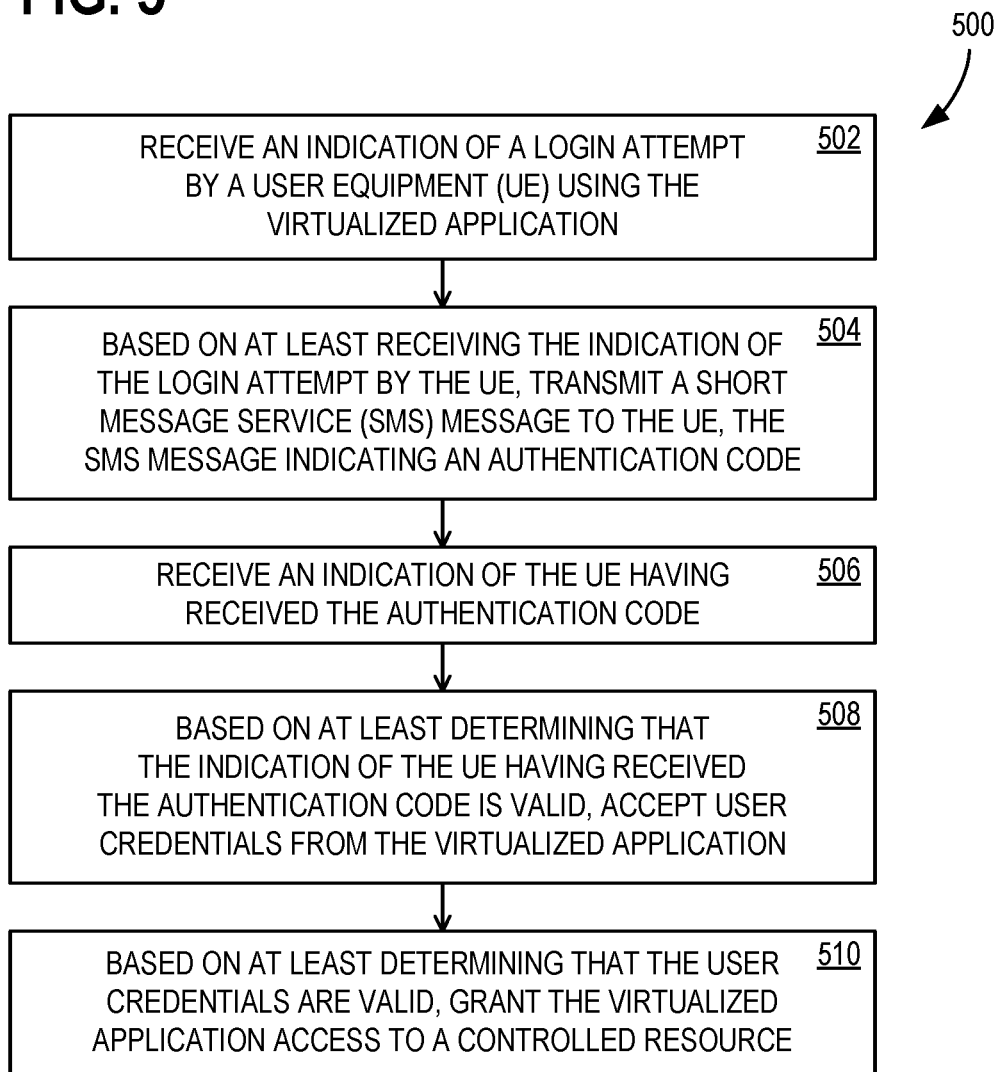 FIG. 5
500
502
RECEIVE AN INDICATION OF A LOGIN ATTEMPT
BY A USER EQUIPMENT (UE) USING THE
VIRTUALIZED APPLICATION
504
BASED ON AT LEAST RECEIVING THE INDICATION OF
THE LOGIN ATTEMPT BY THE UE, TRANSMIT A SHORT
MESSAGE SERVICE (SMS) MESSAGE TO THE UE, THE
SMS MESSAGE INDICATING AN AUTHENTICATION CODE
506
RECEIVE AN INDICATION OF THE UE HAVING
RECEIVED THE AUTHENTICATION CODE
508
BASED ON AT LEAST DETERMINING THAT
THE INDICATION OF THE UE HAVING RECEIVED
THE AUTHENTICATION CODE IS VALID, ACCEPT USER
CREDENTIALS FROM THE VIRTUALIZED APPLICATION
510
BASED ON AT LEAST DETERMINING THAT THE USER
CREDENTIALS ARE VALID, GRANT THE VIRTUALIZED
APPLICATION ACCESS TO A CONTROLLED RESOURCE